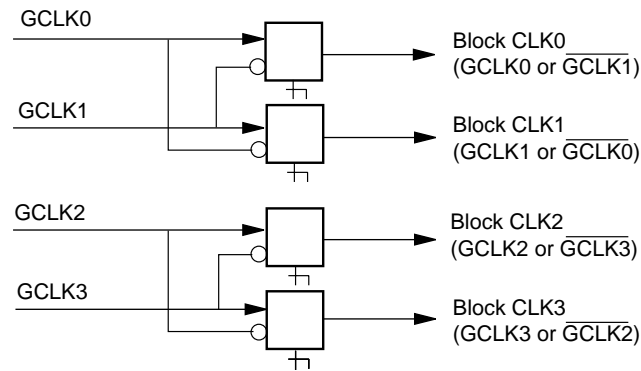 GCLK0
Block CLK0
(GCLK0 or GCLK1)
GCLK1
Block CLK1
(GCLK1 or GCLK0)
GCLK2
Block CLK2
(GCLK2 or GCLK3)
GCLK3
Block CLK3
(GCLK3 or GCLK2)